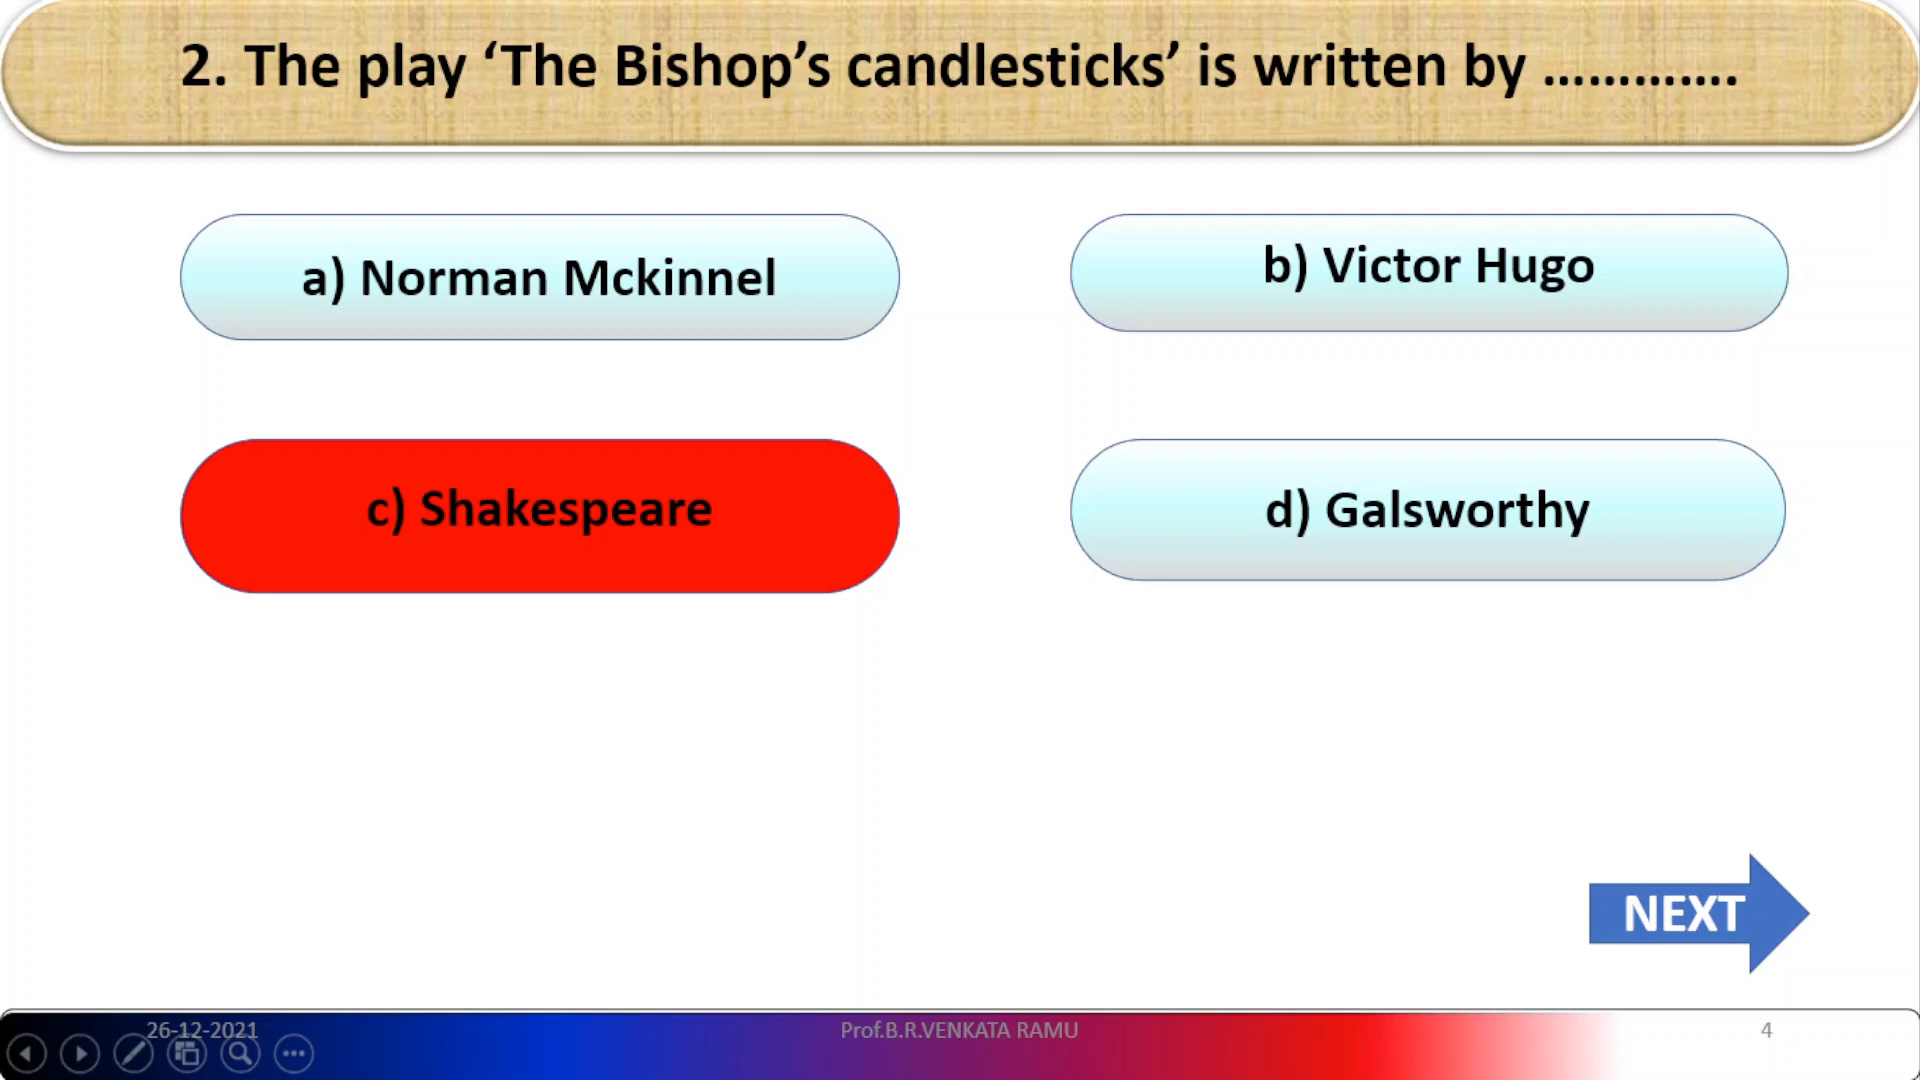 2. The play ‘The Bishop’s candlesticks’ is written by ………….
a) Norman Mckinnel
b) Victor Hugo
c) Shakespeare
d) Galsworthy
NEXT
26-12-2021
Prof.B.R.VENKATA RAMU
4